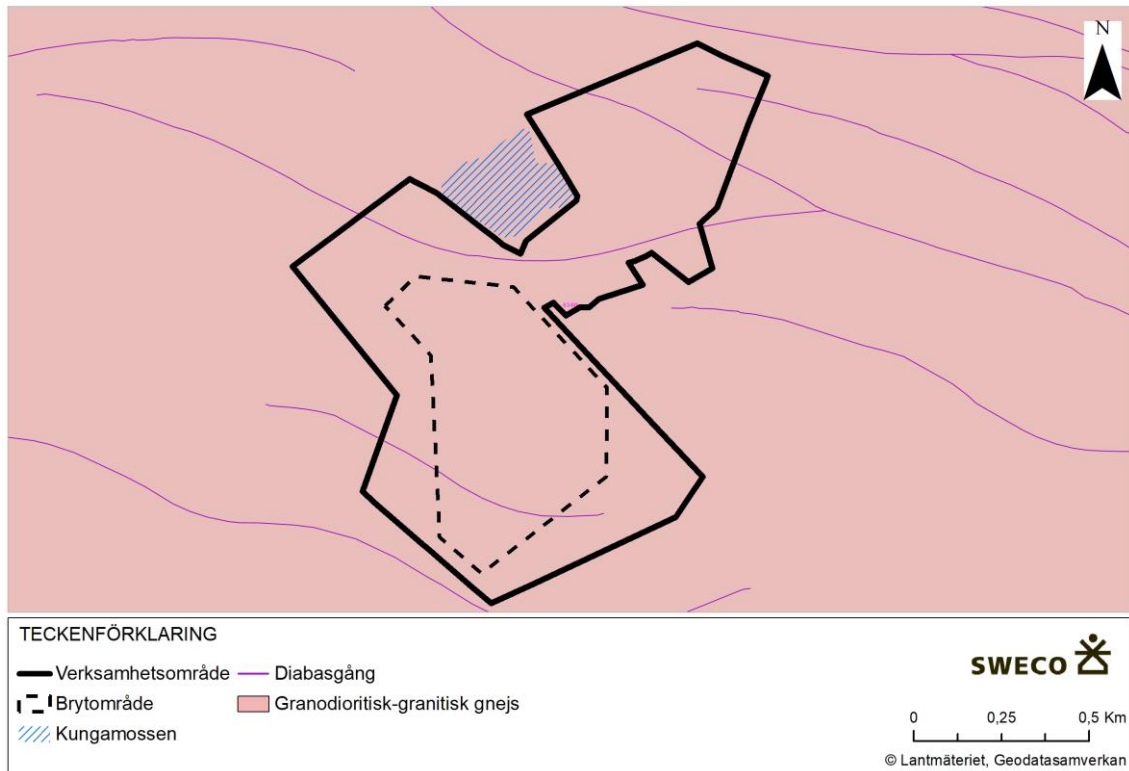 N
TECKENFÖRKLARING
Verksamhetsområde
Diabasgång
Brytområde
Granodioritisk-granitisk gnejs
Kungamossen
SWECO
0 0,25 0,5 Km
© Lantmäteriet, Geodatasamverkan